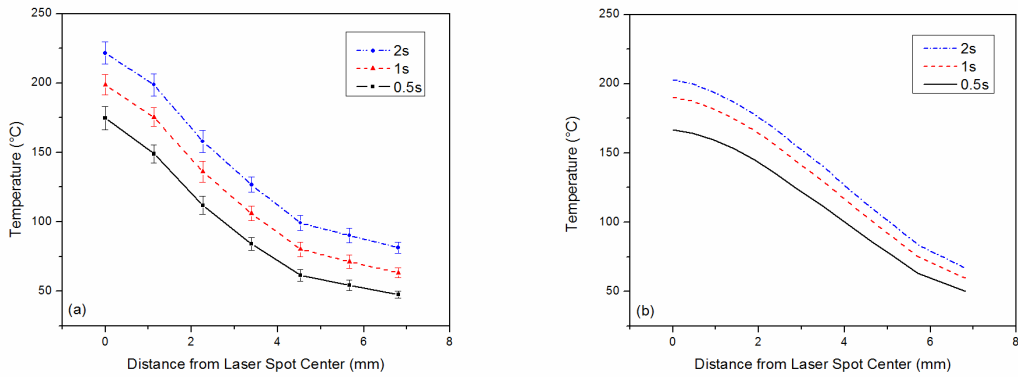 250
200
150
100
50
Temperature (°C)
2s
1s
0.5s
(a)
0 2 4 6 8
Distance from Laser Spot Center (mm)
250
200
150
100
50
Temperature (°C)
2s
1s
0.5s
(b)
0 2 4 6 8
Distance from Laser Spot Center (mm)